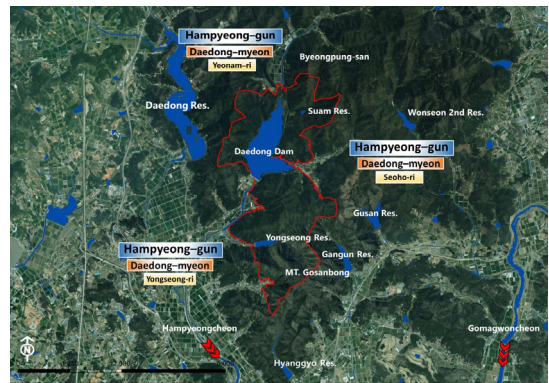 Hampyeong–gun
Daedong–myeon
Yeonam–ri
Byeongpung-san
Daedong Res.
Suam Res.
Wonseon 2nd Res.
Daedong Dam
Hampyeong–gun
Daedong–myeon
Seoho-ri
Gusan Res.
Yongseong Res.
Hampyeong–gun
Daedong–myeon
Yongseong-ri
Gangun Res.
MT. Gosanbong
Hampyeongcheon
Gomagwoncheon
N
Hyanggyo Res.